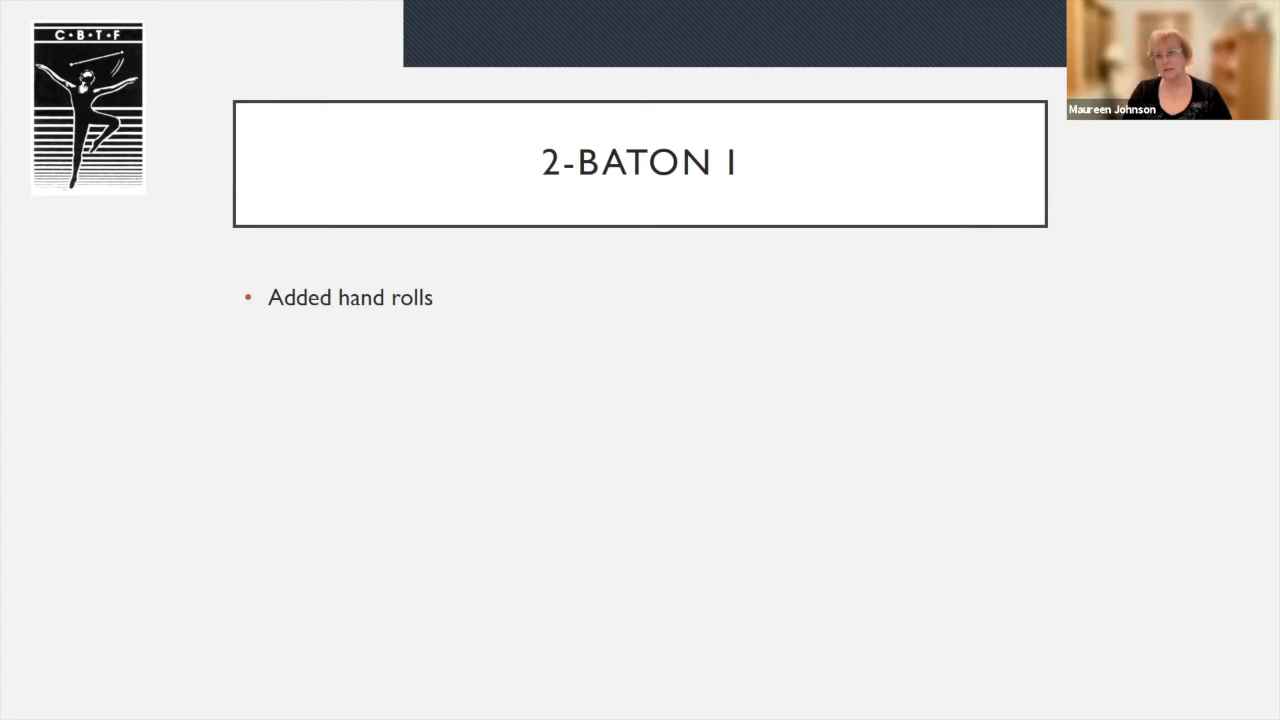 C•B•T•F
Maureen Johnson
2-BATON I
• Added hand rolls